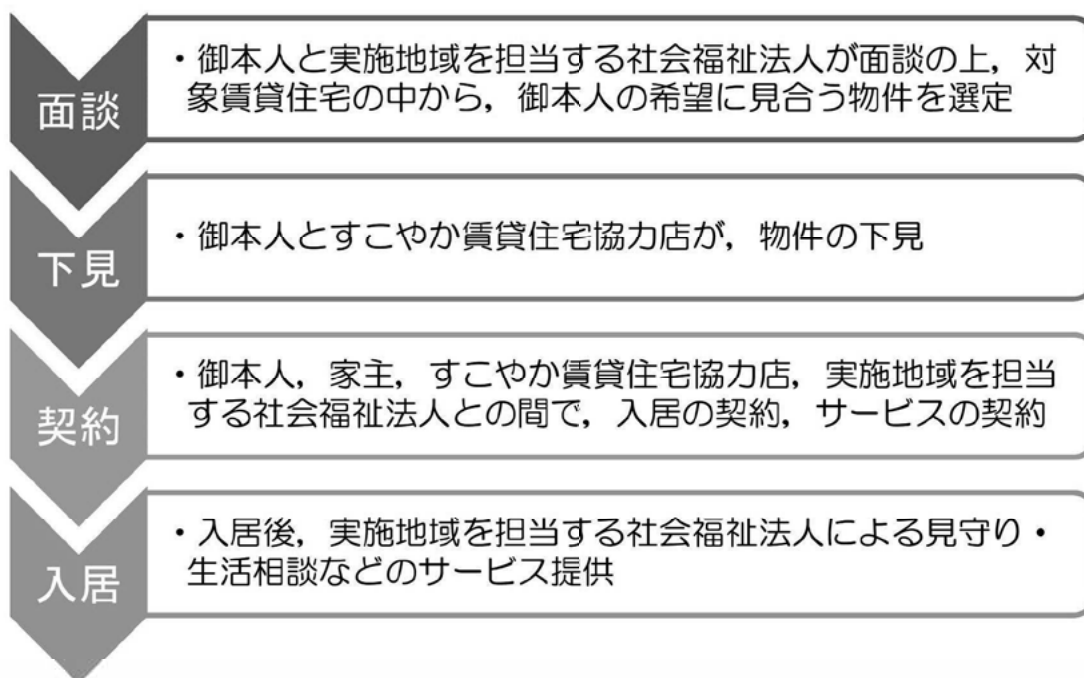 面談
・御本人と実施地域を担当する社会福祉法人が面談の上，対
象賃貸住宅の中から，御本人の希望に見合う物件を選定
下見
・御本人とすこやか賃貸住宅協力店が，物件の下見
契約
・御本人，家主，すこやか賃貸住宅協力店，実施地域を担当
する社会福祉法人との間で，入居の契約，サービスの契約
入居
・入居後，実施地域を担当する社会福祉法人による見守り・
生活相談などのサービス提供